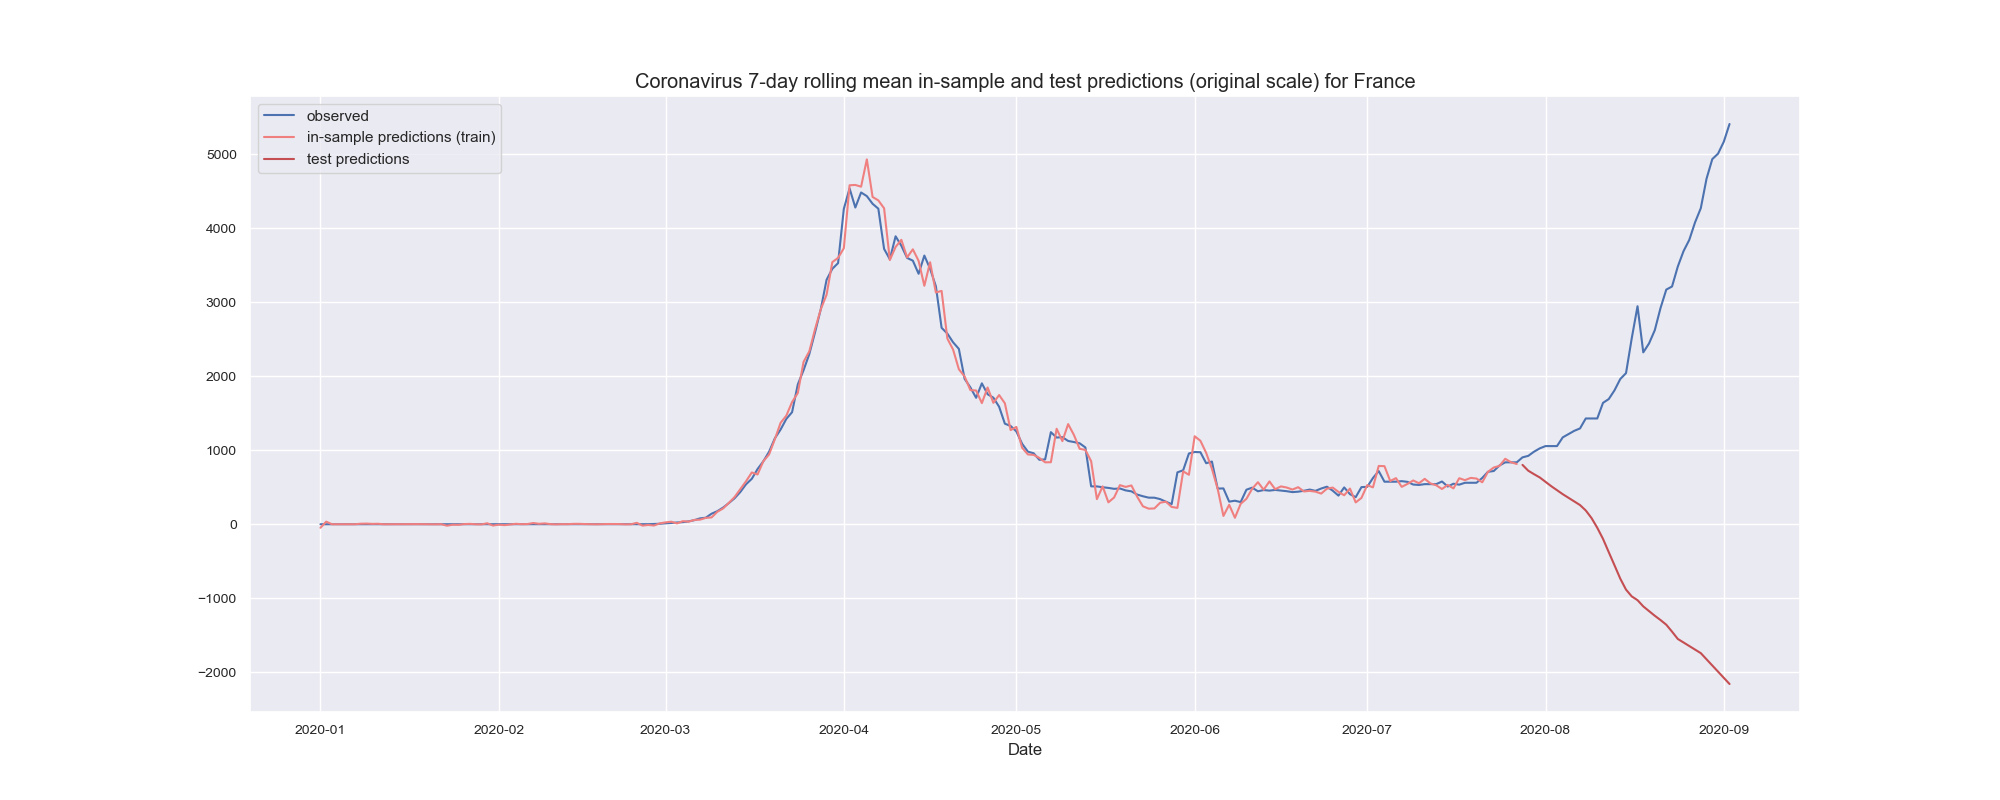 Coronavirus 7-day rolling mean in-sample and test predictions (original scale) for France
observed
in-sample predictions (train)
test predictions
5000
4000
3000
2000
1000
0
−1000
−2000
2020-01 2020-02 2020-03 2020-04 2020-05 2020-06 2020-07 2020-08 2020-09
Date